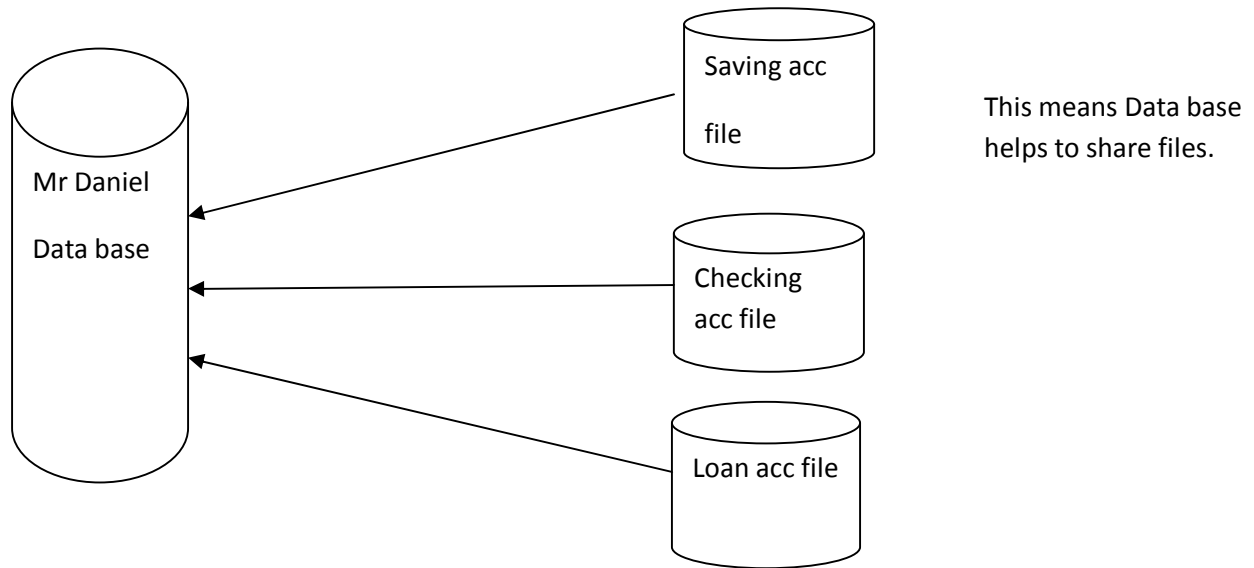 Saving acc
file
This means Data base
helps to share files.
Mr Daniel
Data base
Checking
acc file
Loan acc file